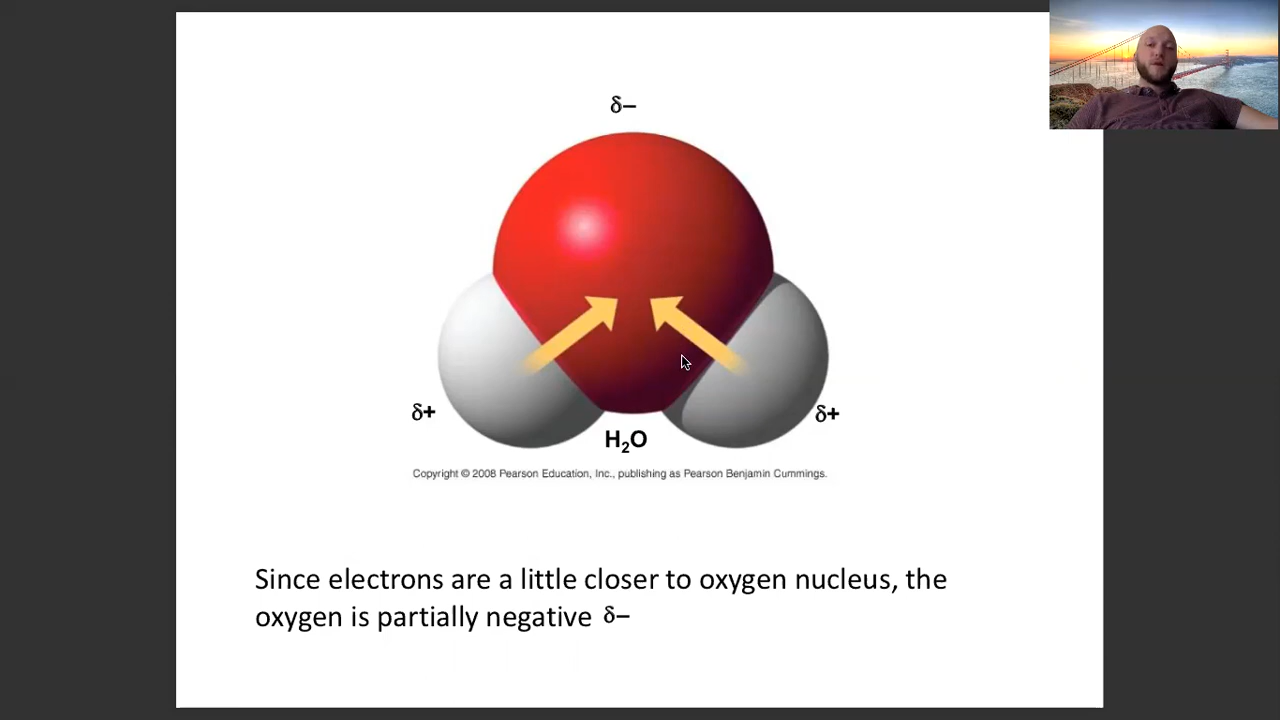 δ–
δ+
δ+
H₂O
Copyright © 2008 Pearson Education, Inc., publishing as Pearson Benjamin Cummings.
Since electrons are a little closer to oxygen nucleus, the
oxygen is partially negative δ–